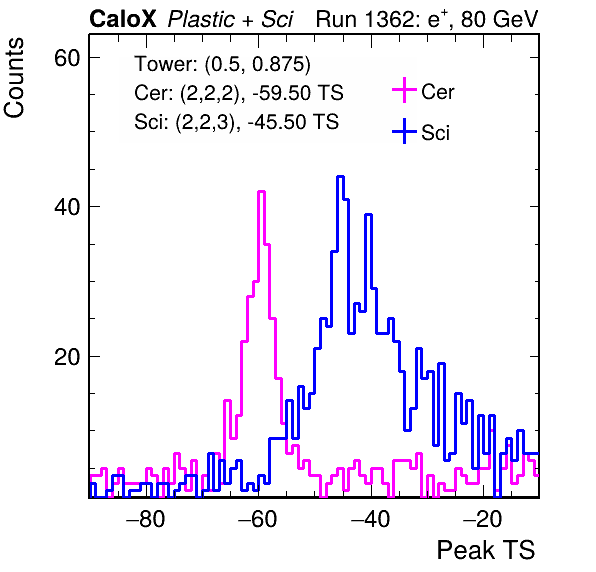 CaloX Plastic + Sci Run 1362: e+, 80 GeV
Counts
60
40
20
Tower: (0.5, 0.875)
Cer: (2,2,2), -59.50 TS
Sci: (2,2,3), -45.50 TS
Cer
Sci
−80 −60 −40 −20
Peak TS